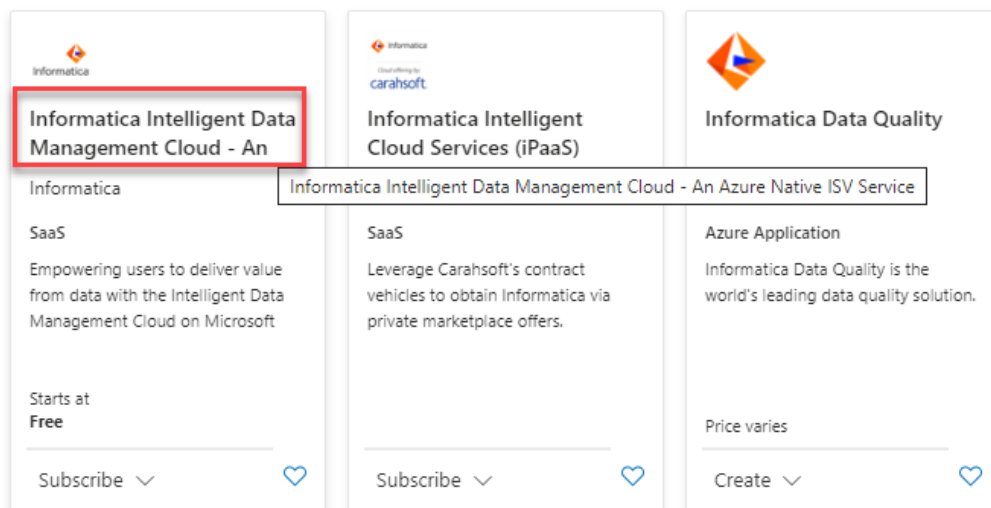 Informatica
Informatica Intelligent Data
Management Cloud - An
Informatica
SaaS
Empowering users to deliver value
from data with the Intelligent Data
Management Cloud on Microsoft
Starts at
Free
Subscribe
Informatica
Cloud offering by
carahsoft.
Informatica Intelligent
Cloud Services (iPaaS)
Informatica Intelligent Data Management Cloud - An Azure Native ISV Service
SaaS
Leverage Carahsoft's contract
vehicles to obtain Informatica via
private marketplace offers.
Subscribe
Informatica Data Quality
Azure Application
Informatica Data Quality is the
world's leading data quality solution.
Price varies
Create